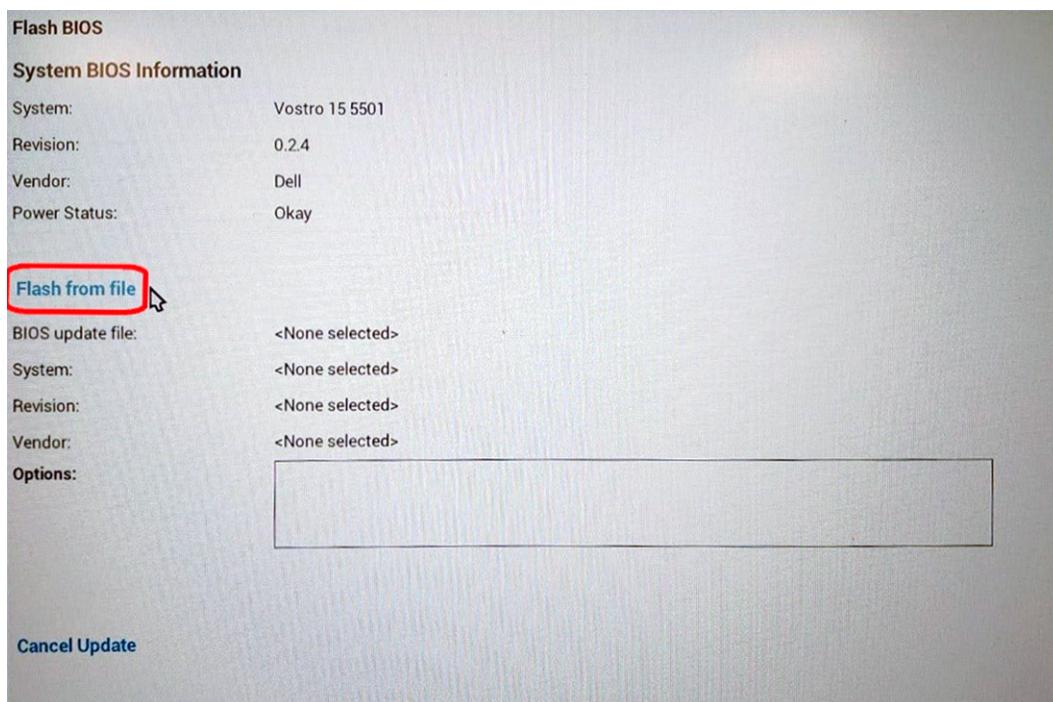 Flash BIOS
System BIOS Information
System: Vostro 15 5501
Revision: 0.2.4
Vendor: Dell
Power Status: Okay
Flash from file
BIOS update file: <None selected>
System: <None selected>
Revision: <None selected>
Vendor: <None selected>
Options:
Cancel Update